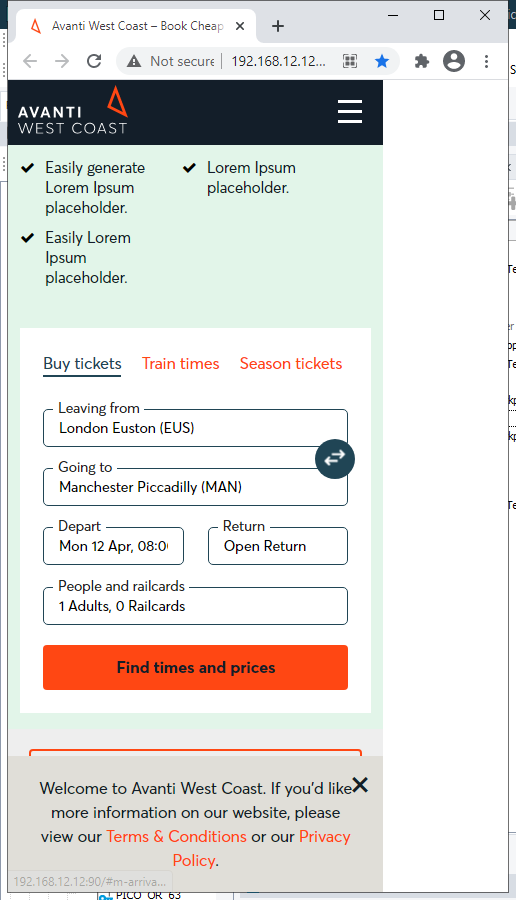 Avanti West Coast – Book Cheap
Not secure 192.168.12.12...
AVANTI
WEST COAST
Easily generate
Lorem Ipsum
placeholder.
Lorem Ipsum
placeholder.
Easily Lorem
Ipsum
placeholder.
Buy tickets Train times Season tickets
Leaving from
London Euston (EUS)
Going to
Manchester Piccadilly (MAN)
Depart Return
Mon 12 Apr, 08:0 Open Return
People and railcards
1 Adults, 0 Railcards
Find times and prices
Welcome to Avanti West Coast. If you'd like
more information on our website, please
view our Terms & Conditions or our Privacy
Policy.
192.168.12.12:90/#m-arriva...
PICO_OR_63